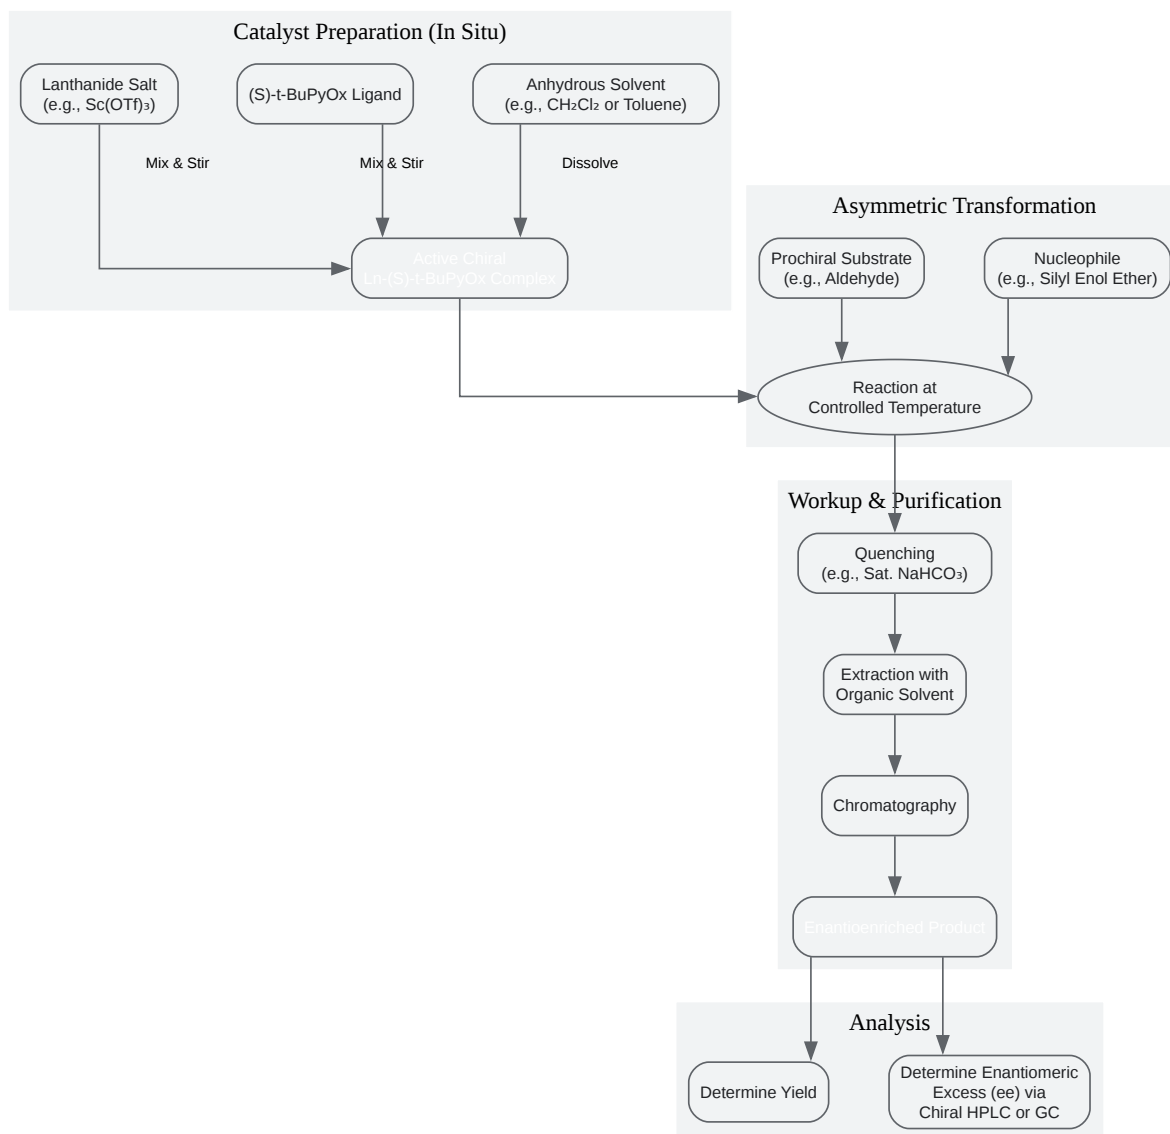 Catalyst Preparation (In Situ)
Lanthanide Salt
(e.g., Sc(OTf)₃)
(S)-t-BuPyOx Ligand
Anhydrous Solvent
(e.g., CH₂Cl₂ or Toluene)
Mix & Stir
Mix & Stir
Dissolve
Active Chiral
Ln-(S)-t-BuPyOx Complex
Asymmetric Transformation
Prochiral Substrate
(e.g., Aldehyde)
Nucleophile
(e.g., Silyl Enol Ether)
Reaction at
Controlled Temperature
Workup & Purification
Quenching
(e.g., Sat. NaHCO₃)
Extraction with
Organic Solvent
Chromatography
Enantioenriched Product
Analysis
Determine Yield
Determine Enantiomeric
Excess (ee) via
Chiral HPLC or GC